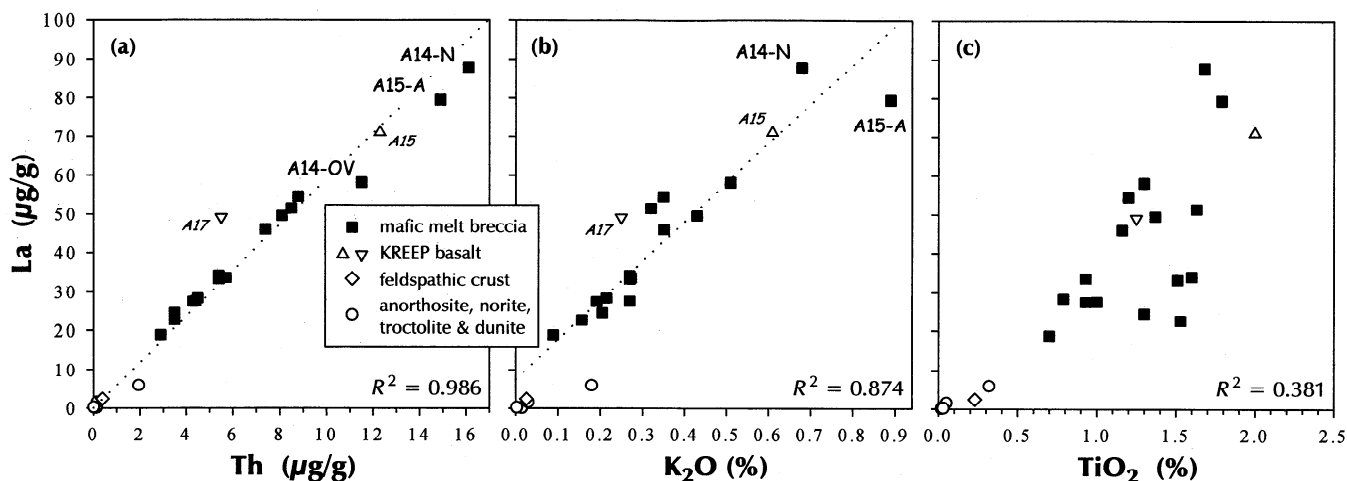 (a)
(b)
(c)
100
90
80
70
60
50
40
30
20
10
0
La (µg/g)
A14-N
A15-A
A15
A14-OV
A17
R² = 0.986
0 2 4 6 8 10 12 14 16
Th (µg/g)
mafic melt breccia
KREEP basalt
feldspathic crust
anorthosite, norite,
troctolite & dunite
A14-N
A15
A15-A
A17
R² = 0.874
0.0 0.1 0.2 0.3 0.4 0.5 0.6 0.7 0.8 0.9
K₂O (%)
R² = 0.381
0.0 0.5 1.0 1.5 2.0 2.5
TiO₂ (%)